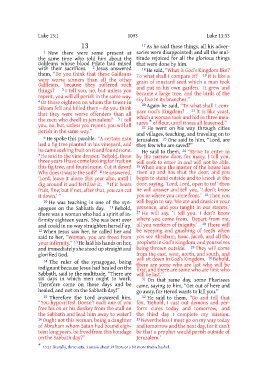 Luke 13:1
1093
Luke 13:33
13
1 Now there were some present at
the same time who told him about the
Galileans whose blood Pilate had mixed
with their sacrifices. 2 Jesus answered
them, "Do you think that these Galileans
were worse sinners than all the other
Galileans, because they suffered such
things? 3 I tell you, no, but unless you
repent, you will all perish in the same way.
4 Or those eighteen on whom the tower in
Siloam fell and killed them—do you think
that they were worse offenders than all
the men who dwell in Jerusalem? 5 I tell
you, no, but, unless you repent, you will all
perish in the same way."
6 He spoke this parable. "A certain man
had a fig tree planted in his vineyard, and
he came seeking fruit on it and found none.
7 He said to the vine dresser, 'Behold, these
three years I have come looking for fruit on
this fig tree, and found none. Cut it down!
Why does it waste the soil?' 8 He answered,
'Lord, leave it alone this year also, until I
dig around it and fertilize it. 9 If it bears
fruit, fine; but if not, after that, you can cut
it down.'"
10 He was teaching in one of the syn-
agogues on the Sabbath day. 11 Behold,
there was a woman who had a spirit of in-
firmity eighteen years. She was bent over
and could in no way straighten herself up.
12 When Jesus saw her, he called her and
said to her, "Woman, you are freed from
your infirmity." 13 He laid his hands on her,
and immediately she stood up straight and
glorified God.
14 The ruler of the synagogue, being
indignant because Jesus had healed on the
Sabbath, said to the multitude, "There are
six days in which men ought to work.
Therefore come on those days and be
healed, and not on the Sabbath day!"
15 Therefore the Lord answered him,
"You hypocrites! Doesn't each one of you
free his ox or his donkey from the stall on
the Sabbath and lead him away to water?
16 Ought not this woman, being a daughter
of Abraham whom Satan had bound eigh-
teen long years, be freed from this bondage
on the Sabbath day?"
17 As he said these things, all his adver-
saries were disappointed; and all the mul-
titude rejoiced for all the glorious things
that were done by him.
18 He said, "What is God's Kingdom like?
To what shall I compare it? 19 It is like a
grain of mustard seed which a man took
and put in his own garden. It grew and
became a large tree, and the birds of the
sky live in its branches."
20 Again he said, "To what shall I com-
pare God's Kingdom? 21 It is like yeast,
which a woman took and hid in three mea-
sures of flour, until it was all leavened."
22 He went on his way through cities
and villages, teaching, and traveling on to
Jerusalem. 23 One said to him, "Lord, are
they few who are saved?"
He said to them, 24 "Strive to enter in
by the narrow door, for many, I tell you,
will seek to enter in and will not be able.
25 When once the master of the house has
risen up and has shut the door, and you
begin to stand outside and to knock at the
door, saying, 'Lord, Lord, open to us!' then
he will answer and tell you, 'I don't know
you or where you come from.' 26 Then you
will begin to say, 'We ate and drank in your
presence, and you taught in our streets.'
27 He will say, 'I tell you, I don't know
where you come from. Depart from me,
all you workers of iniquity.' 28 There will
be weeping and gnashing of teeth when
you see Abraham, Isaac, Jacob, and all the
prophets in God's Kingdom, and yourselves
being thrown outside. 29 They will come
from the east, west, north, and south, and
will sit down in God's Kingdom. 30 Behold,
there are some who are last who will be
first, and there are some who are first who
will be last."
31 On that same day, some Pharisees
came, saying to him, "Get out of here and
go away, for Herod wants to kill you."
32 He said to them, "Go and tell that
fox, 'Behold, I cast out demons and per-
form cures today and tomorrow, and
the third day I complete my mission.
33 Nevertheless I must go on my way today
and tomorrow and the next day, for it can't
be that a prophet would perish outside of
Jerusalem.'